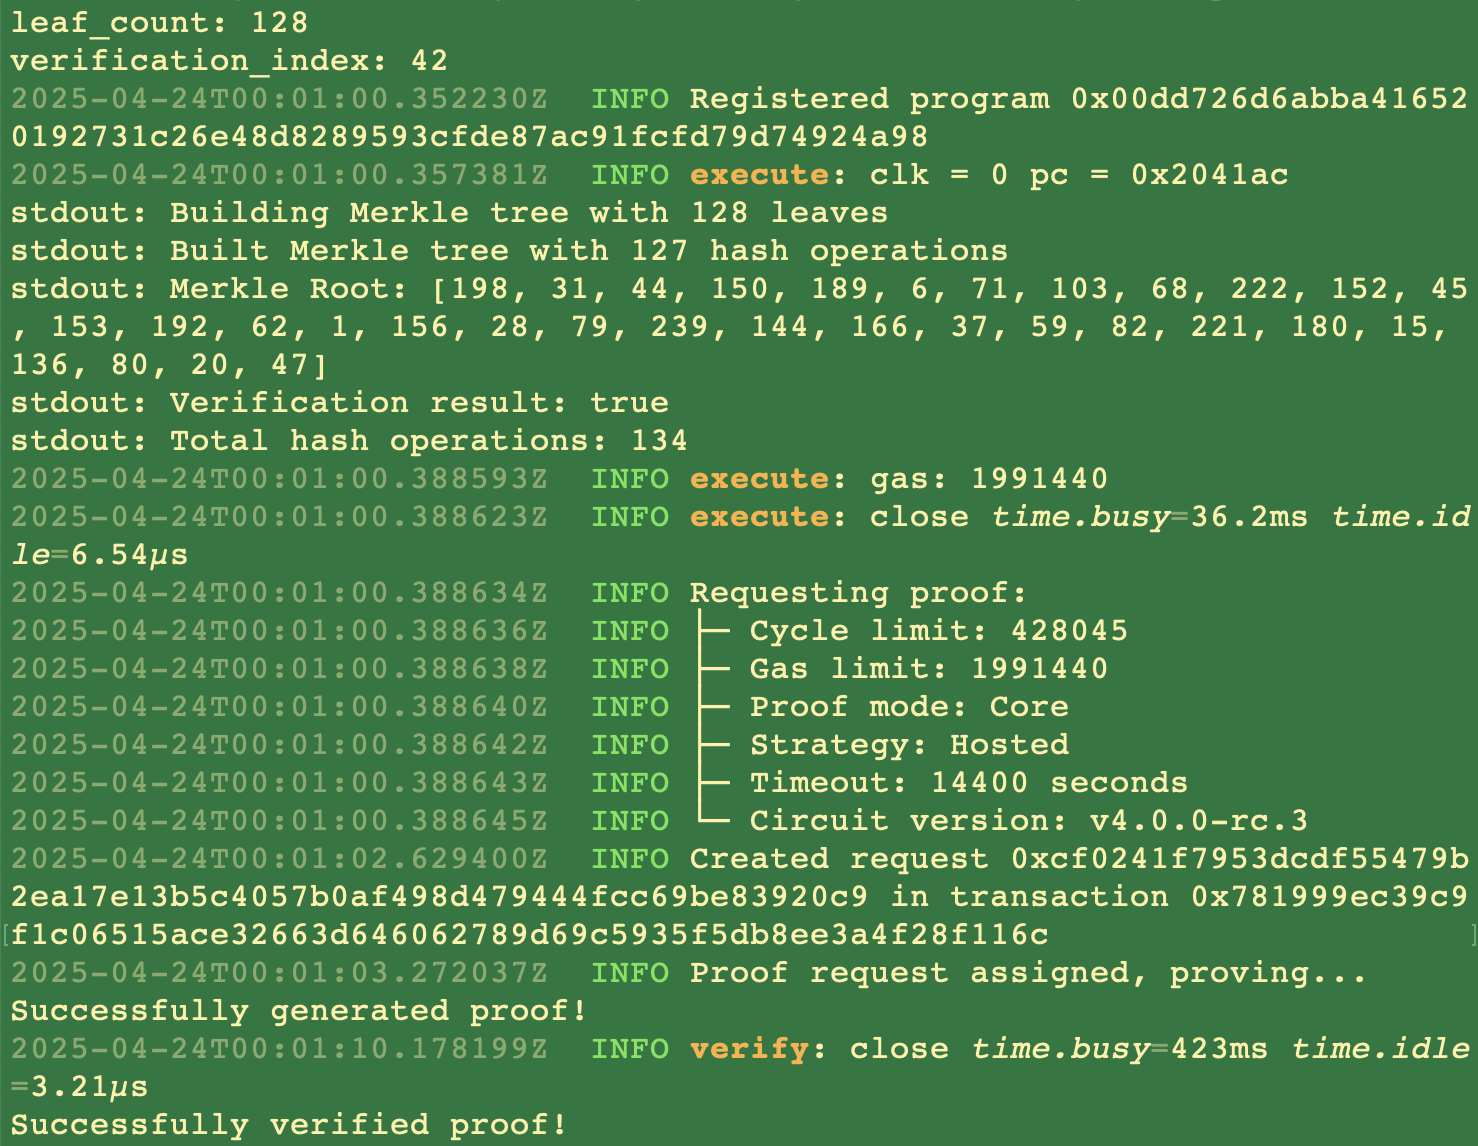 leaf_count: 128
verification_index: 42
2025-04-24T00:01:00.352230Z  INFO Registered program 0x00dd726d6abba41652
0192731c26e48d8289593cfde87ac91fcfd79d74924a98
2025-04-24T00:01:00.357381Z  INFO execute: clk = 0 pc = 0x2041ac
stdout: Building Merkle tree with 128 leaves
stdout: Built Merkle tree with 127 hash operations
stdout: Merkle Root: [198, 31, 44, 150, 189, 6, 71, 103, 68, 222, 152, 45
, 153, 192, 62, 1, 156, 28, 79, 239, 144, 166, 37, 59, 82, 221, 180, 15,
136, 80, 20, 47]
stdout: Verification result: true
stdout: Total hash operations: 134
2025-04-24T00:01:00.388593Z  INFO execute: gas: 1991440
2025-04-24T00:01:00.388623Z  INFO execute: close time.busy=36.2ms time.id
le=6.54µs
2025-04-24T00:01:00.388634Z  INFO Requesting proof:
2025-04-24T00:01:00.388636Z  INFO ├─ Cycle limit: 428045
2025-04-24T00:01:00.388638Z  INFO ├─ Gas limit: 1991440
2025-04-24T00:01:00.388640Z  INFO ├─ Proof mode: Core
2025-04-24T00:01:00.388642Z  INFO ├─ Strategy: Hosted
2025-04-24T00:01:00.388643Z  INFO ├─ Timeout: 14400 seconds
2025-04-24T00:01:00.388645Z  INFO └─ Circuit version: v4.0.0-rc.3
2025-04-24T00:01:02.629400Z  INFO Created request 0xcf0241f7953dcdf55479b
2ea17e13b5c4057b0af498d479444fcc69be83920c9 in transaction 0x781999ec39c9
[f1c06515ace32663d646062789d69c5935f5db8ee3a4f28f116c ]
2025-04-24T00:01:03.272037Z  INFO Proof request assigned, proving...
Successfully generated proof!
2025-04-24T00:01:10.178199Z  INFO verify: close time.busy=423ms time.idle
=3.21µs
Successfully verified proof!